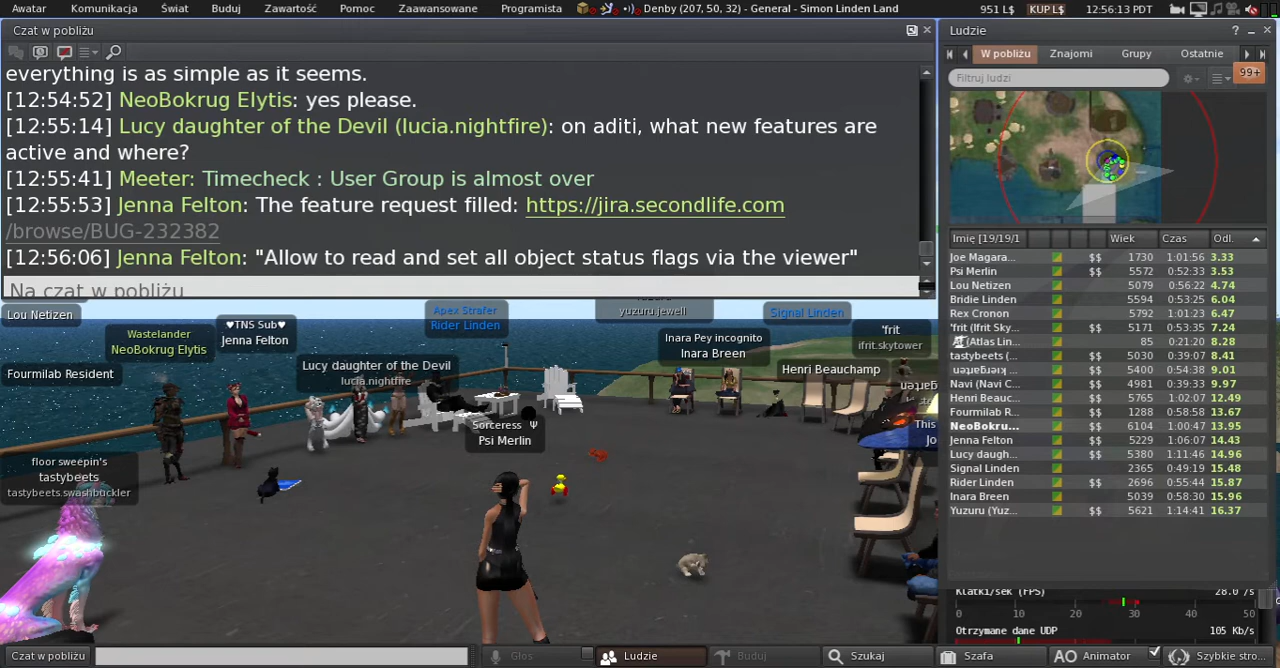 Awatar Komunikacja Świat Buduj Zawartość Pomoc Zaawansowane Programista Denby (207, 50, 32) - General - Simon Linden Land 951 L$ KUP L$ 12:56:13 PDT
Czat w pobliżu
everything is as simple as it seems.
[12:54:52] NeoBokrug Elytis: yes please.
[12:55:14] Lucy daughter of the Devil (lucia.nightfire): on aditi, what new features are
active and where?
[12:55:41] Meeter: Timecheck : User Group is almost over
[12:55:53] Jenna Felton: The feature request filled: https://jira.secondlife.com
/browse/BUG-232382
[12:56:06] Jenna Felton: "Allow to read and set all object status flags via the viewer"
Na czat w pobliżu
Lou Netizen
Wastelander
NeoBokrug Elytis
♥TNS Sub♥
Jenna Felton
Apex Strafer
Rider Linden
yuzuru.jewell
Signal Linden
Inara Pey incognito
Inara Breen
'frit
ifrit.skytower
Fourmilab Resident
Lucy daughter of the Devil
lucia.nightfire
Henri Beauchamp
Sorceress Ψ
Psi Merlin
This
Jo
floor sweepin's
tastybeets
tastybeets.swashbuckler
Ludzie
W pobliżu Znajomi Grupy Ostatnie
Filtruj ludzi
99+
Imię [19/19/1 Wiek Czas Odl.
Joe Magara... $$ 1730 1:01:56 3.33
Psi Merlin $$ 5572 0:52:33 3.53
Lou Netizen 5079 0:56:22 4.74
Bridie Linden 5594 0:53:25 6.04
Rex Cronon 5792 1:01:23 6.47
'frit (Ifrit Sky... $$ 5171 0:53:35 7.24
(Atlas Lin... 85 0:21:20 8.28
tastybeets (... $$ 5030 0:39:07 8.41
$$ 5400 0:54:38 9.01
Navi (Navi C... $$ 4981 0:39:33 9.97
Henri Beauc... $$ 5765 1:02:07 12.49
Fourmilab R... $$ 1288 0:58:58 13.67
NeoBokru... $$ 6104 1:00:47 13.95
Jenna Felton $$ 5229 1:06:07 14.43
Lucy daugh... $$ 5380 1:11:46 14.96
Signal Linden 2365 0:49:19 15.48
Rider Linden $$ 2696 0:55:44 15.87
Inara Breen 5039 0:58:30 15.96
Yuzuru (Yuz... $$ 5621 1:14:41 16.37
Klatki/sek (FPS) 28.0 /s
0 10 20 30 40 50
Otrzymane dane UDP 105 Kb/s
Czat w pobliżu Głos Ludzie Buduj Szukaj Szafa AO Animator Szybkie stro...